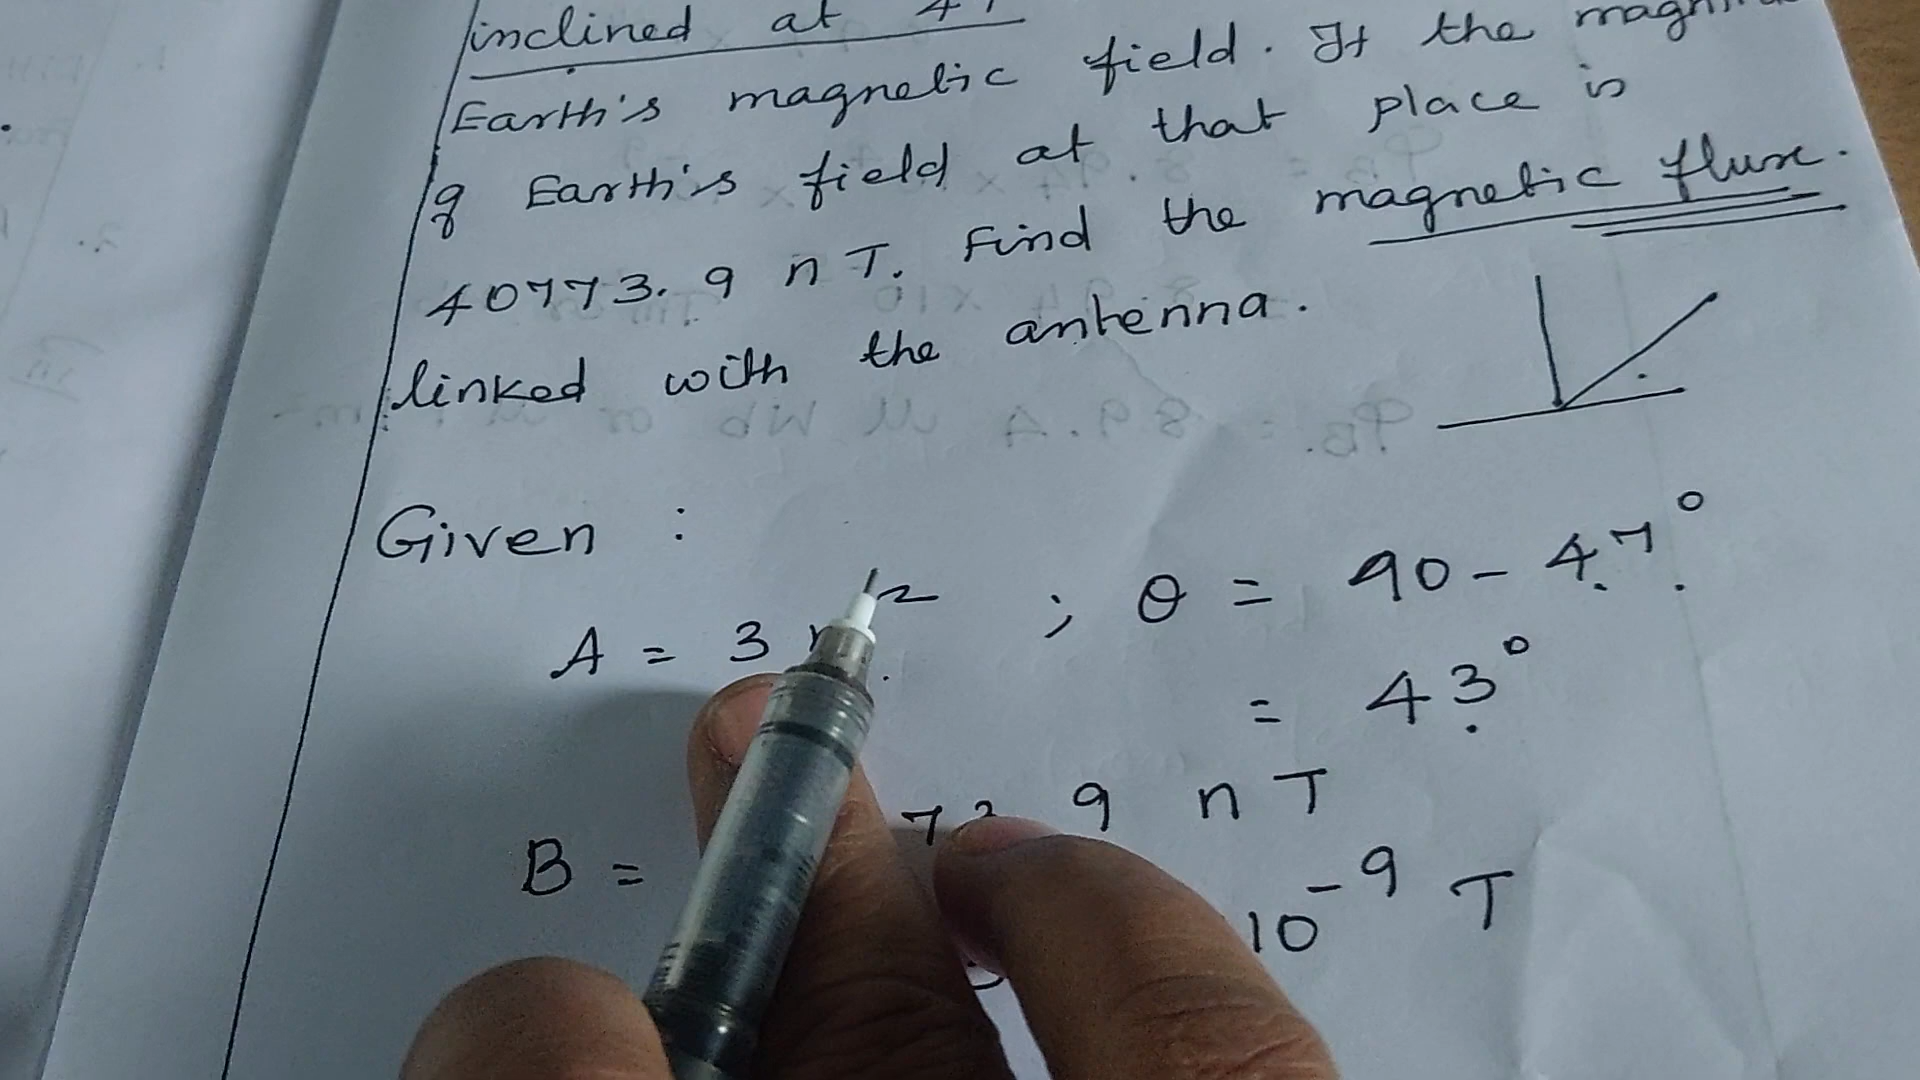 inclined at
Earth's magnetic field. If the
of Earth's field at that place is
40773.9 nT. Find the magnetic flux
linked with the antenna.
Given :
A = 3 ; θ = 90 - 47°
= 43°
B = 9 nT
10⁻⁹ T